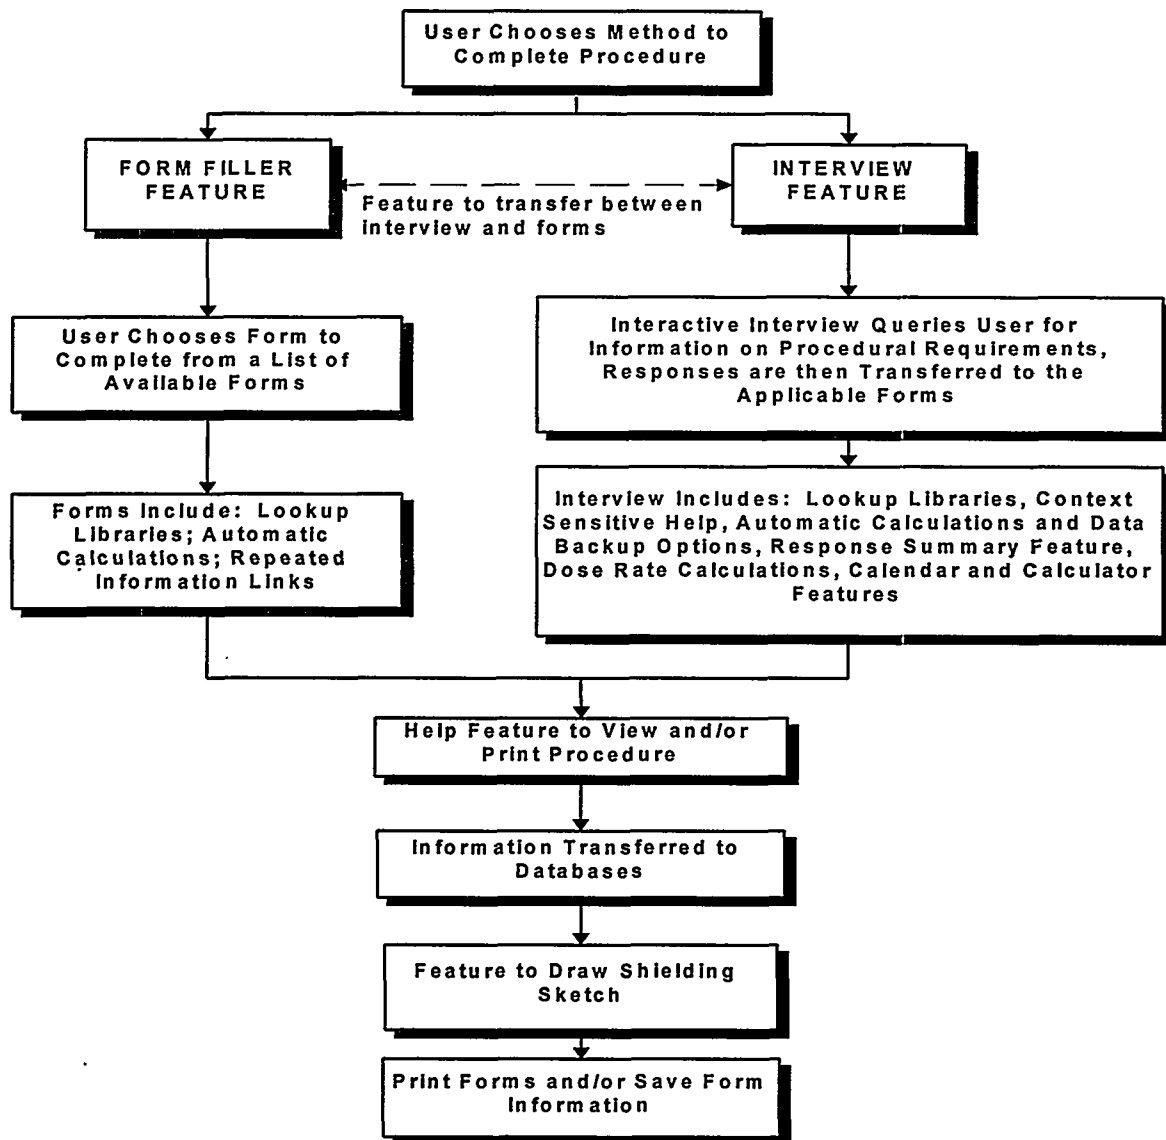 User Chooses Method to
Complete Procedure
FORM FILLER
FEATURE
INTERVIEW
FEATURE
Feature to transfer between
interview and forms
User Chooses Form to
Complete from a List of
Available Forms
Interactive Interview Queries User for
Information on Procedural Requirements,
Responses are then Transferred to the
Applicable Forms
Forms Include: Lookup
Libraries; Automatic
Calculations; Repeated
Information Links
Interview Includes: Lookup Libraries, Context
Sensitive Help, Automatic Calculations and Data
Backup Options, Response Summary Feature,
Dose Rate Calculations, Calendar and Calculator
Features
Help Feature to View and/or
Print Procedure
Information Transferred to
Databases
Feature to Draw Shielding
Sketch
Print Forms and/or Save Form
Information